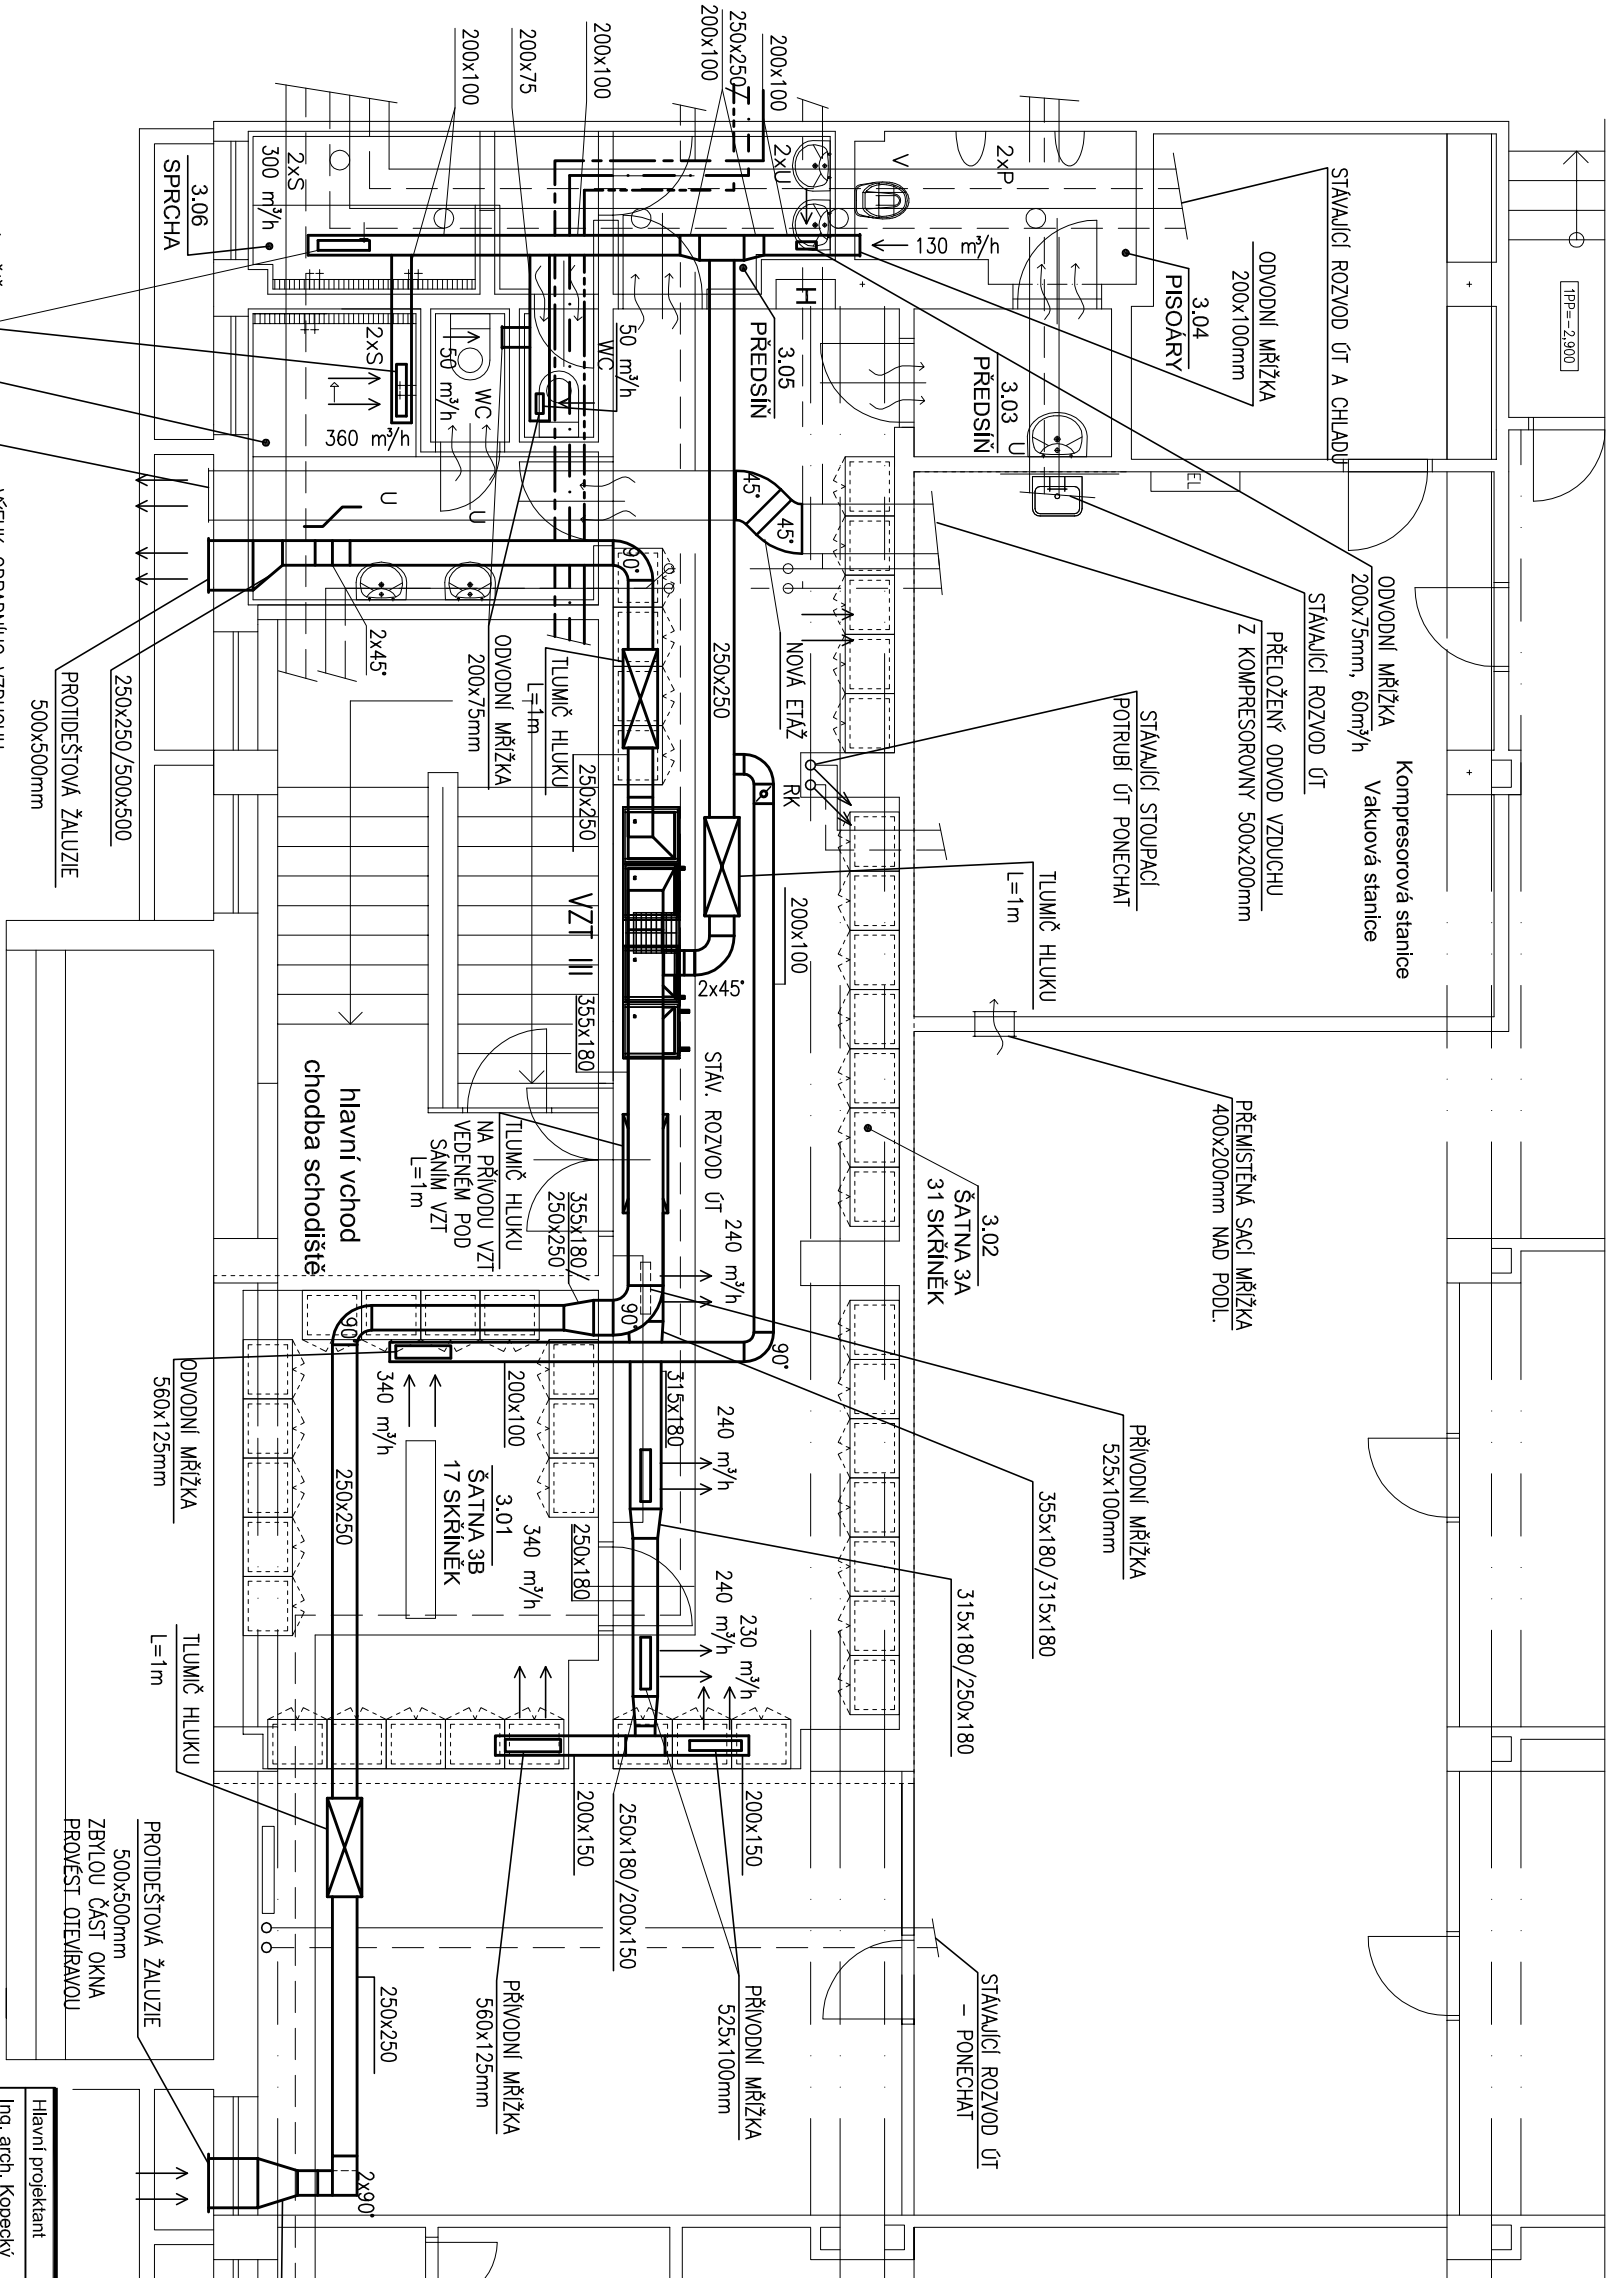 1PP=-2,900
STÁVAJÍCÍ ROZVOD ÚT A CHLADU
ODVODNÍ MŘÍŽKA
200x100mm
3.04
PISOÁRY
2xP
V
2xU
130 m³/h
200x100
250x250/
200x100
200x100
200x75
200x100
3.03
PŘEDSÍŇ
U
EL
H
3.05
PŘEDSÍŇ
50 m³/h
WC
WC
50 m³/h
2xS
360 m³/h
2xS
300 m³/h
3.06
SPRCHA
U
U
ODVODNÍ MŘÍŽKA
200x75mm, 60m³/h
Kompresorová stanice
Vakuová stanice
STÁVAJÍCÍ ROZVOD ÚT
PŘELOŽENÝ ODVOD VZDUCHU
Z KOMPRESOROVNY 500x200mm
STÁVAJÍCÍ STOUPACÍ
POTRUBÍ ÚT PONECHAT
45°
45°
NOVÁ ETÁŽ
250x250
RK
TLUMIČ HLUKU
L=1m
200x100
90°
2x45°
ODVODNÍ MŘÍŽKA
200x75mm
TLUMIČ HLUKU
L=1m
250x250
250x250/500x500
PROTIDEŠŤOVÁ ŽALUZIE
500x500mm
VZT III
2x45°
355x180
STÁV. ROZVOD ÚT
hlavní vchod
chodba schodiště
TLUMIČ HLUKU
NA PŘÍVODU VZT
VEDENÉM POD
SÁNÍM VZT
L=1m
355x180/
250x250
240 m³/h
3.02
ŠATNA 3A
31 SKŘÍNĚK
PŘEMÍSTĚNÁ SACÍ MŘÍŽKA
400x200mm NAD PODL.
PŘÍVODNÍ MŘÍŽKA
525x100mm
355x180/315x180
315x180/250x180
90°
90°
90°
315x180
240 m³/h
200x100
340 m³/h
ODVODNÍ MŘÍŽKA
560x125mm
250x250
3.01
ŠATNA 3B
17 SKŘÍNĚK
340 m³/h
250x180
230 m³/h
240 m³/h
TLUMIČ HLUKU
L=1m
200x150
250x180/200x150
200x150
PROTIDEŠŤOVÁ ŽALUZIE
500x500mm
ZBYLOU ČÁST OKNA
PROVÉST OTEVÍRAVOU
250x250
PŘÍVODNÍ MŘÍŽKA
560x125mm
PŘÍVODNÍ MŘÍŽKA
525x100mm
STÁVAJÍCÍ ROZVOD ÚT
- PONECHAT
2x90°
Hlavní projektant
Ing. arch. Kopecký